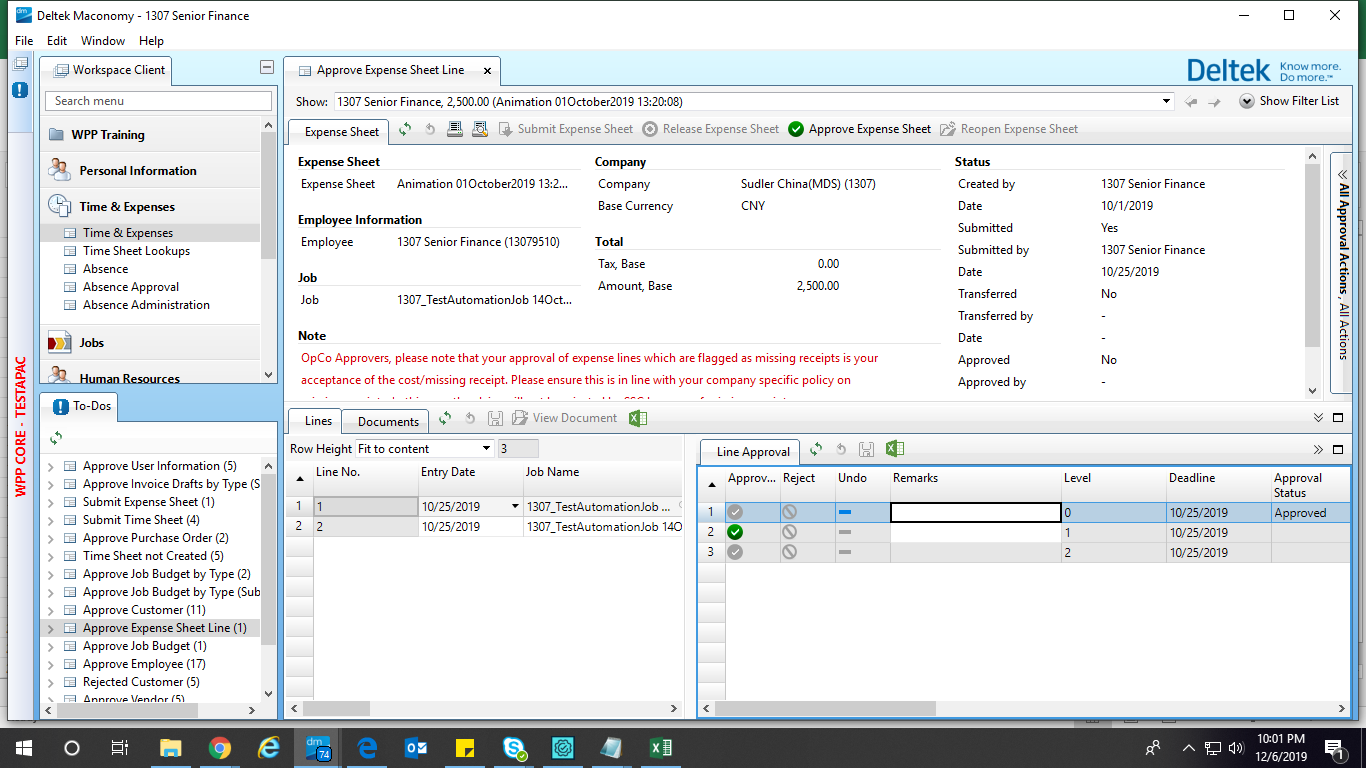 dm
Deltek Maconomy - 1307 Senior Finance
File Edit Window Help
Workspace Client
Search menu
WPP Training
Personal Information
Time & Expenses
Time & Expenses
Time Sheet Lookups
Absence
Absence Approval
Absence Administration
Jobs
Human Resources
WPP CORE - TESTAPAC
To-Dos
Approve User Information (5)
Approve Invoice Drafts by Type (S
Submit Expense Sheet (1)
Submit Time Sheet (4)
Approve Purchase Order (2)
Time Sheet not Created (5)
Approve Job Budget by Type (2)
Approve Job Budget by Type (Sub
Approve Customer (11)
Approve Expense Sheet Line (1)
Approve Job Budget (1)
Approve Employee (17)
Rejected Customer (5)
Approve Vendor (5)
Approve Expense Sheet Line
Deltek Know more.
Do more.™
Show: 1307 Senior Finance, 2,500.00 (Animation 01October2019 13:20:08)
Show Filter List
Expense Sheet Submit Expense Sheet Release Expense Sheet Approve Expense Sheet Reopen Expense Sheet
Expense Sheet
Expense Sheet Animation 01October2019 13:2...
Employee Information
Employee 1307 Senior Finance (13079510)
Job
Job 1307_TestAutomationJob 14Oct...
Note
OpCo Approvers, please note that your approval of expense lines which are flagged as missing receipts is your
acceptance of the cost/missing receipt. Please ensure this is in line with your company specific policy on
Company
Company Sudler China(MDS) (1307)
Base Currency CNY
Total
Tax, Base 0.00
Amount, Base 2,500.00
Status
Created by 1307 Senior Finance
Date 10/1/2019
Submitted Yes
Submitted by 1307 Senior Finance
Date 10/25/2019
Transferred No
Transferred by -
Date -
Approved No
Approved by -
All Approval Actions, All Actions
Lines Documents View Document
Row Height Fit to content 3
Line No. Entry Date Job Name
1 1 10/25/2019 1307_TestAutomationJob ...
2 2 10/25/2019 1307_TestAutomationJob 14O
Line Approval
Approv... Reject Undo Remarks Level Deadline Approval
Status
1 0 10/25/2019 Approved
2 1 10/25/2019
3 2 10/25/2019
dm
74
10:01 PM
12/6/2019
1